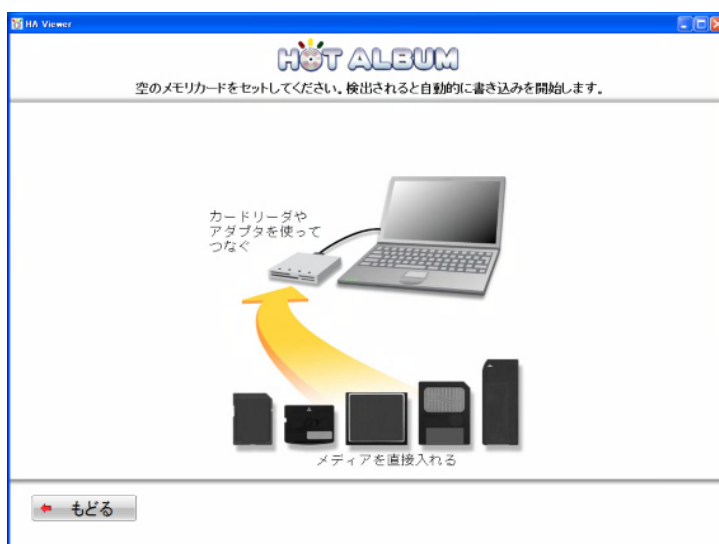 HA Viewer
HOT ALBUM
空のメモリカードをセットしてください。検出されると自動的に書き込みを開始します。
カードリーダや
アダプタを使って
つなぐ
メディアを直接入れる
もどる